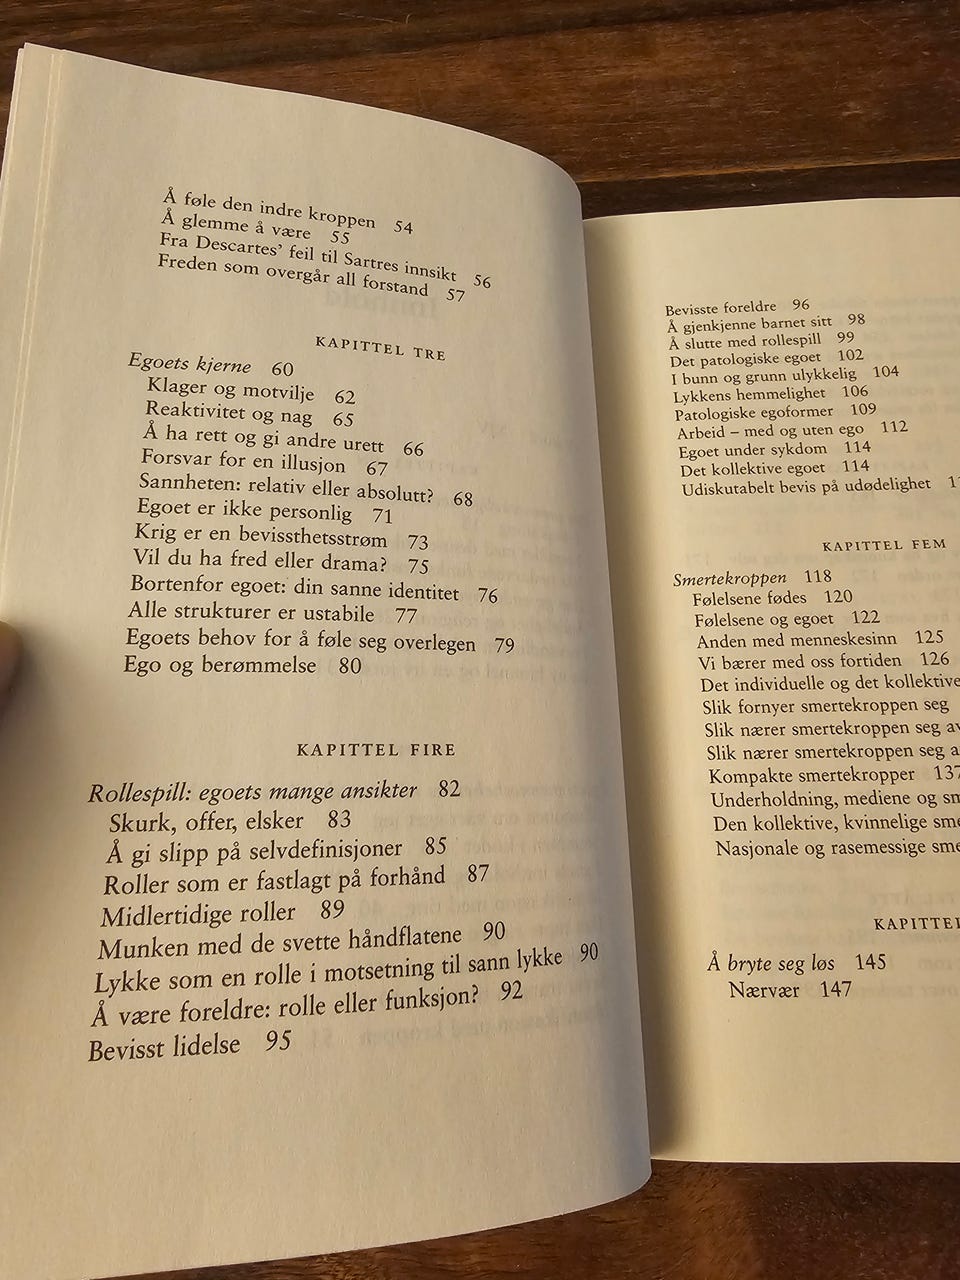 Å føle den indre kroppen 54
Å glemme å være 55
Fra Descartes' feil til Sartres innsikt 56
Freden som overgår all forstand 57
KAPITTEL TRE
Egoets kjerne 60
Klager og motvilje 62
Reaktivitet og nag 65
Å ha rett og gi andre urett 66
Forsvar for en illusjon 67
Sannheten: relativ eller absolutt? 68
Egoet er ikke personlig 71
Krig er en bevissthetsstrøm 73
Vil du ha fred eller drama? 75
Bortenfor egoet: din sanne identitet 76
Alle strukturer er ustabile 77
Egoets behov for å føle seg overlegen 79
Ego og berømmelse 80
KAPITTEL FIRE
Rollespill: egoets mange ansikter 82
Skurk, offer, elsker 83
Å gi slipp på selvdefinisjoner 85
Roller som er fastlagt på forhånd 87
Midlertidige roller 89
Munken med de svette håndflatene 90
Lykke som en rolle i motsetning til sann lykke 90
Å være foreldre: rolle eller funksjon? 92
Bevisst lidelse 95
Bevisste foreldre 96
Å gjenkjenne barnet sitt 98
Å slutte med rollespill 99
Det patologiske egoet 102
I bunn og grunn ulykkelig 104
Lykkens hemmelighet 106
Patologiske egoformer 109
Arbeid – med og uten ego 112
Egoet under sykdom 114
Det kollektive egoet 114
Udiskutabelt bevis på udødelighet
KAPITTEL FEM
Smertekroppen 118
Følelsene fødes 120
Følelsene og egoet 122
Anden med menneskesinn 125
Vi bærer med oss fortiden 126
Det individuelle og det kollektive
Slik fornyer smertekroppen seg
Slik nærer smertekroppen seg
Slik nærer smertekroppen seg
Kompakte smertekropper 137
Underholdning, mediene og
Den kollektive, kvinnelige
Nasjonale og rasemessige
KAPITTEL
Å bryte seg løs 145
Nærvær 147